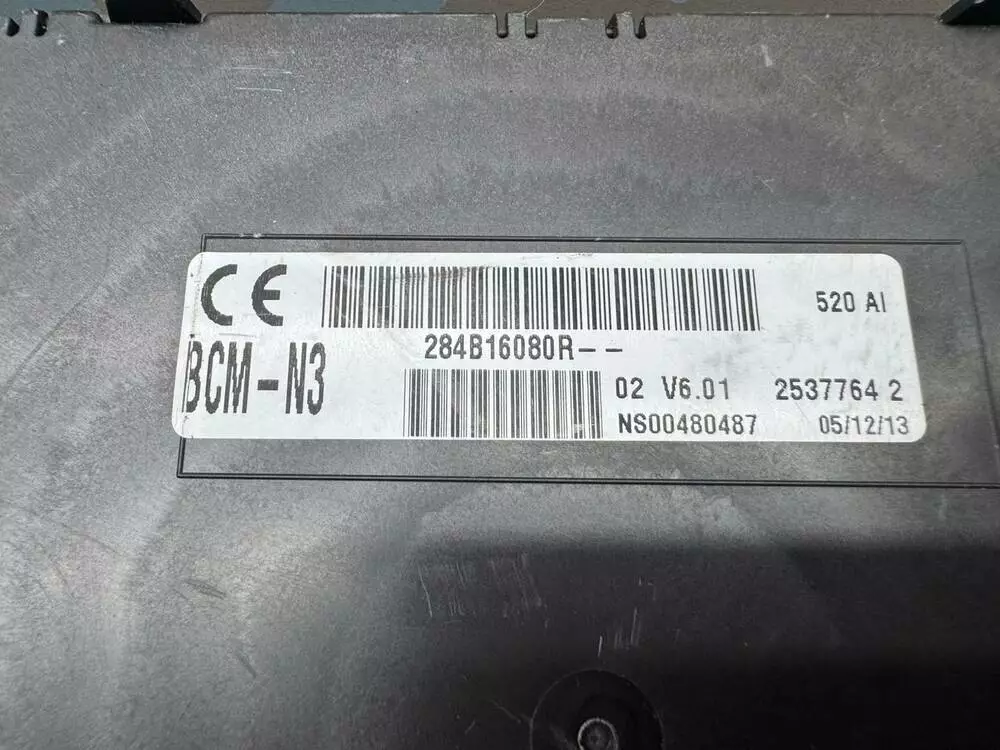 CE
520 AI
284B16080R--
BCM-N3
02 V6.01 2537764 2
NS00480487 05/12/13